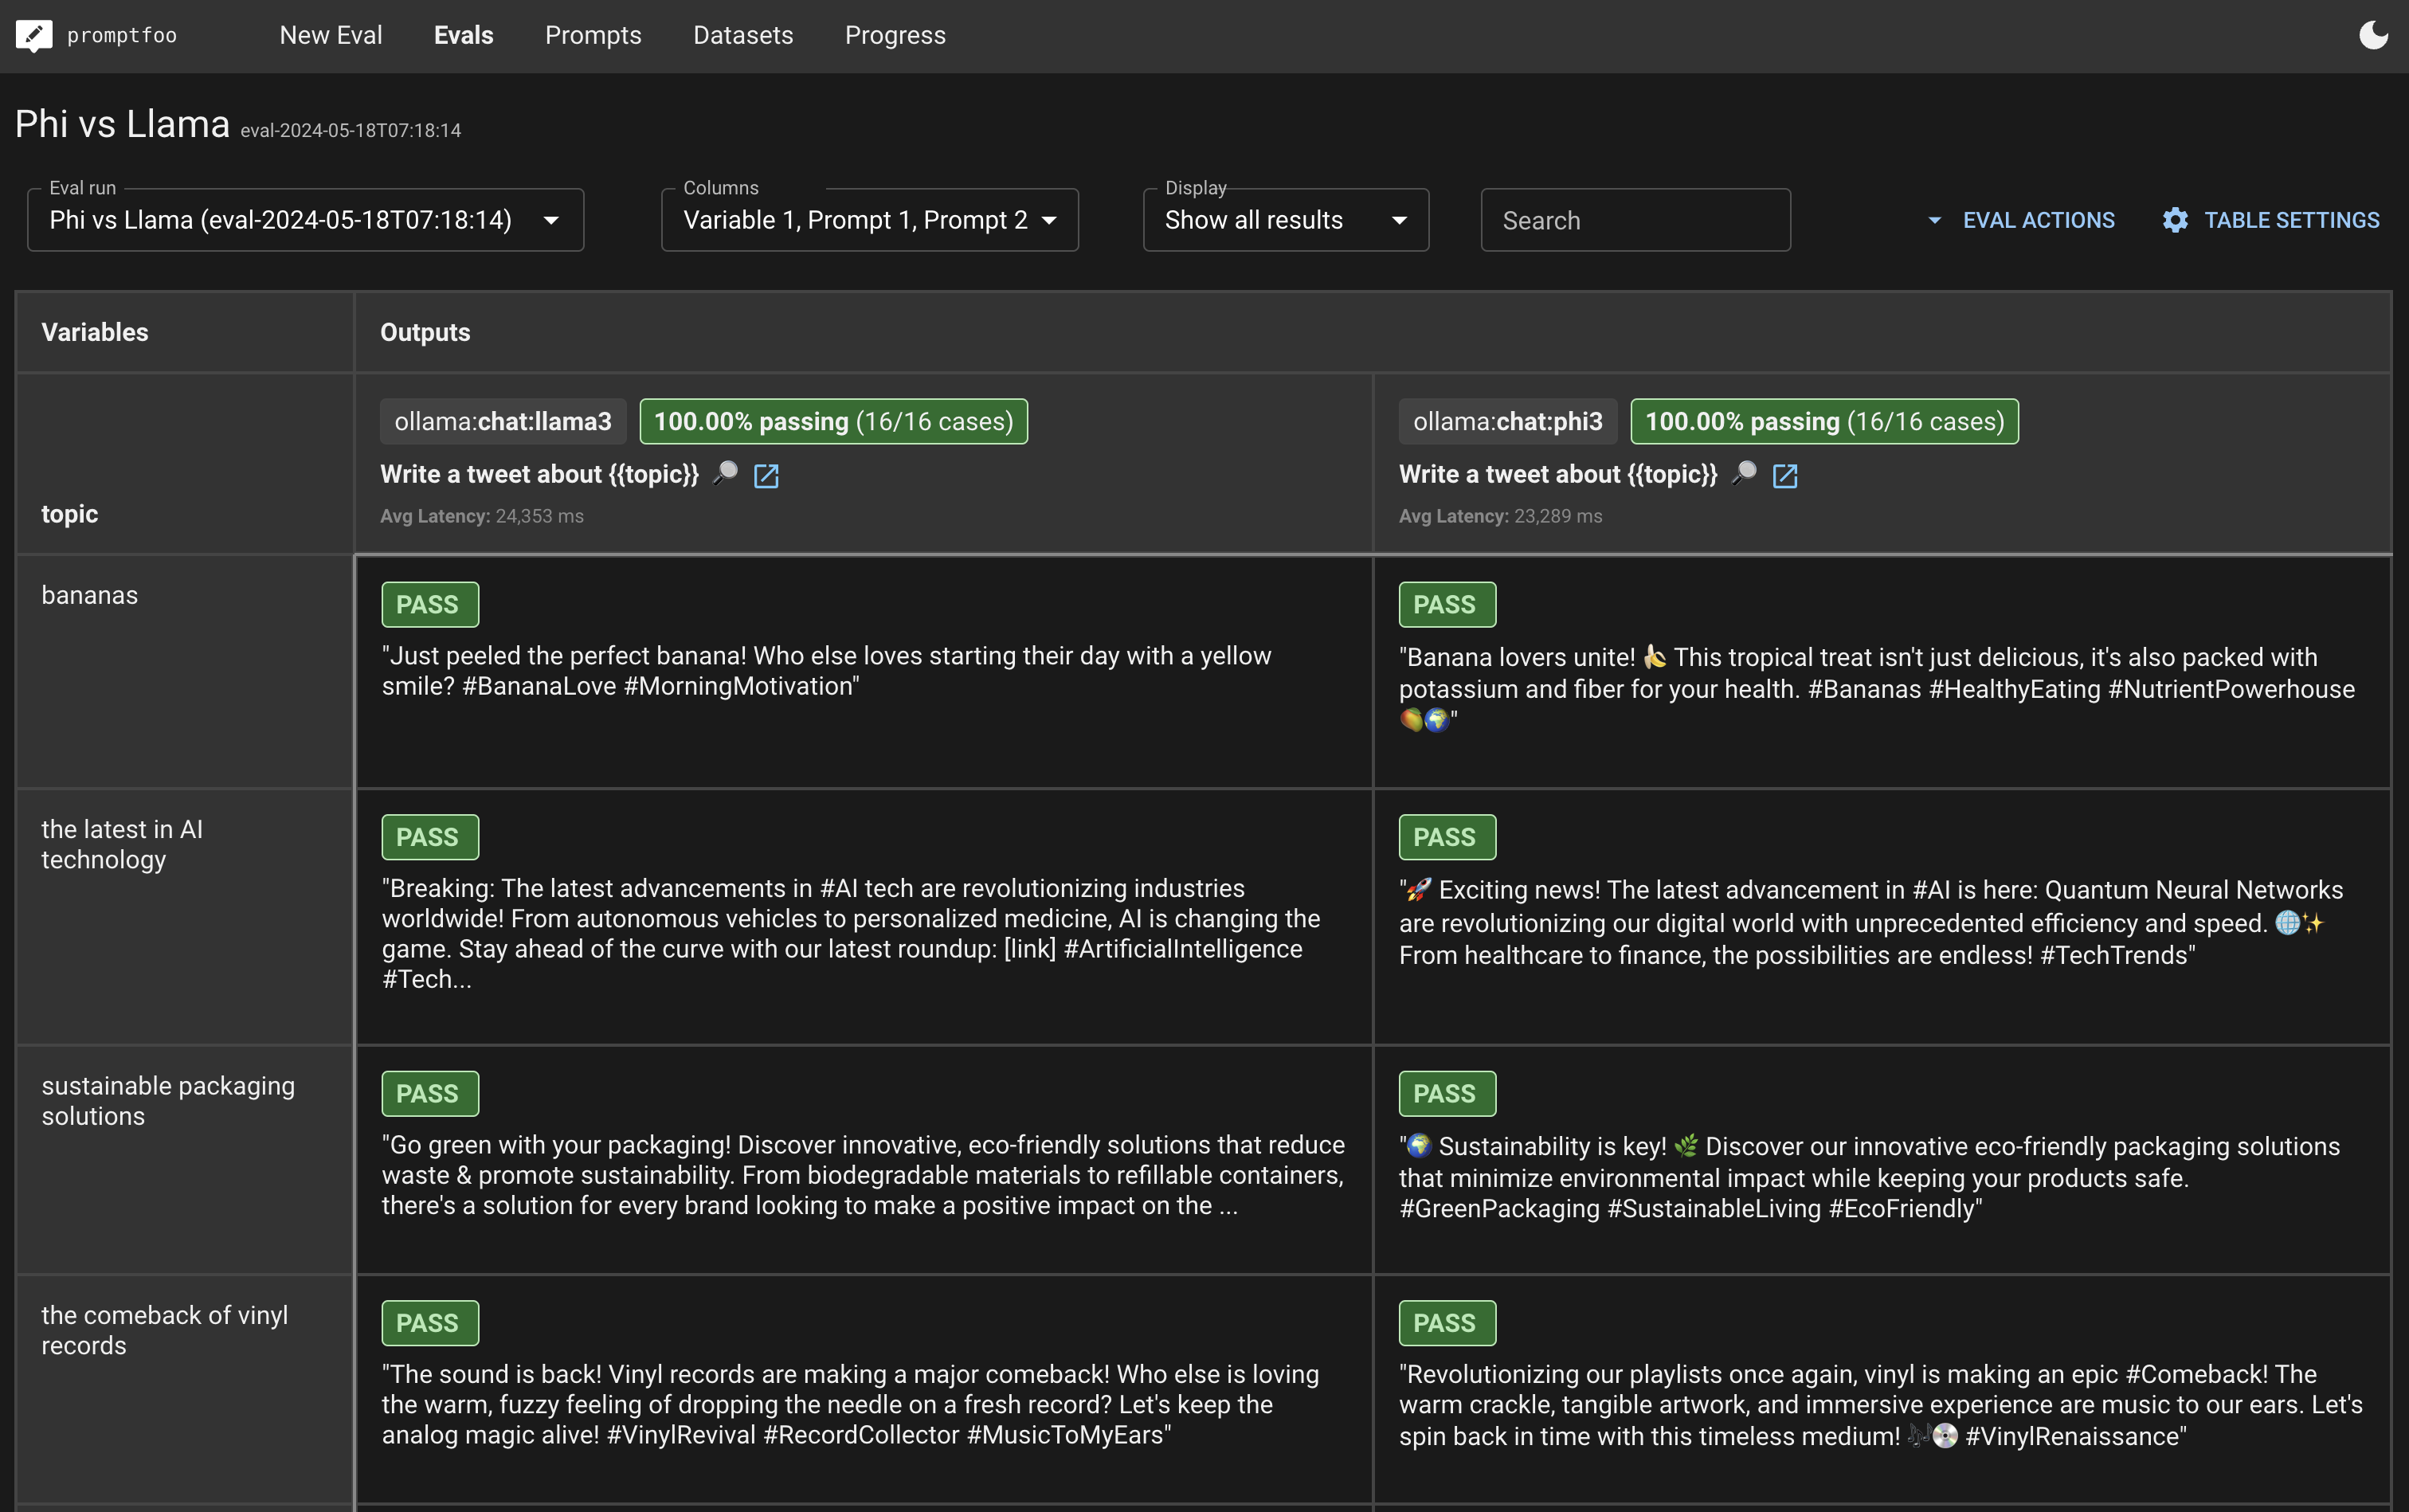 promptfoo
New Eval
Evals
Prompts
Datasets
Progress
Phi vs Llama eval-2024-05-18T07:18:14
Eval run
Phi vs Llama (eval-2024-05-18T07:18:14)
Columns
Variable 1, Prompt 1, Prompt 2
Display
Show all results
Search
EVAL ACTIONS
TABLE SETTINGS
Variables
Outputs
topic
ollama:chat:llama3
100.00% passing (16/16 cases)
Write a tweet about {{topic}} 🔎
Avg Latency: 24,353 ms
ollama:chat:phi3
100.00% passing (16/16 cases)
Write a tweet about {{topic}} 🔎
Avg Latency: 23,289 ms
bananas
PASS
"Just peeled the perfect banana! Who else loves starting their day with a yellow
smile? #BananaLove #MorningMotivation"
PASS
"Banana lovers unite! 🍌 This tropical treat isn't just delicious, it's also packed with
potassium and fiber for your health. #Bananas #HealthyEating #NutrientPowerhouse
🥭🌍"
the latest in AI
technology
PASS
"Breaking: The latest advancements in #AI tech are revolutionizing industries
worldwide! From autonomous vehicles to personalized medicine, AI is changing the
game. Stay ahead of the curve with our latest roundup: [link] #ArtificialIntelligence
#Tech...
PASS
"🚀 Exciting news! The latest advancement in #AI is here: Quantum Neural Networks
are revolutionizing our digital world with unprecedented efficiency and speed. 🌐✨
From healthcare to finance, the possibilities are endless! #TechTrends"
sustainable packaging
solutions
PASS
"Go green with your packaging! Discover innovative, eco-friendly solutions that reduce
waste & promote sustainability. From biodegradable materials to refillable containers,
there's a solution for every brand looking to make a positive impact on the ...
PASS
"🌍 Sustainability is key! 🌿 Discover our innovative eco-friendly packaging solutions
that minimize environmental impact while keeping your products safe.
#GreenPackaging #SustainableLiving #EcoFriendly"
the comeback of vinyl
records
PASS
"The sound is back! Vinyl records are making a major comeback! Who else is loving
the warm, fuzzy feeling of dropping the needle on a fresh record? Let's keep the
analog magic alive! #VinylRevival #RecordCollector #MusicToMyEars"
PASS
"Revolutionizing our playlists once again, vinyl is making an epic #Comeback! The
warm crackle, tangible artwork, and immersive experience are music to our ears. Let's
spin back in time with this timeless medium! 🎶💿 #VinylRenaissance"